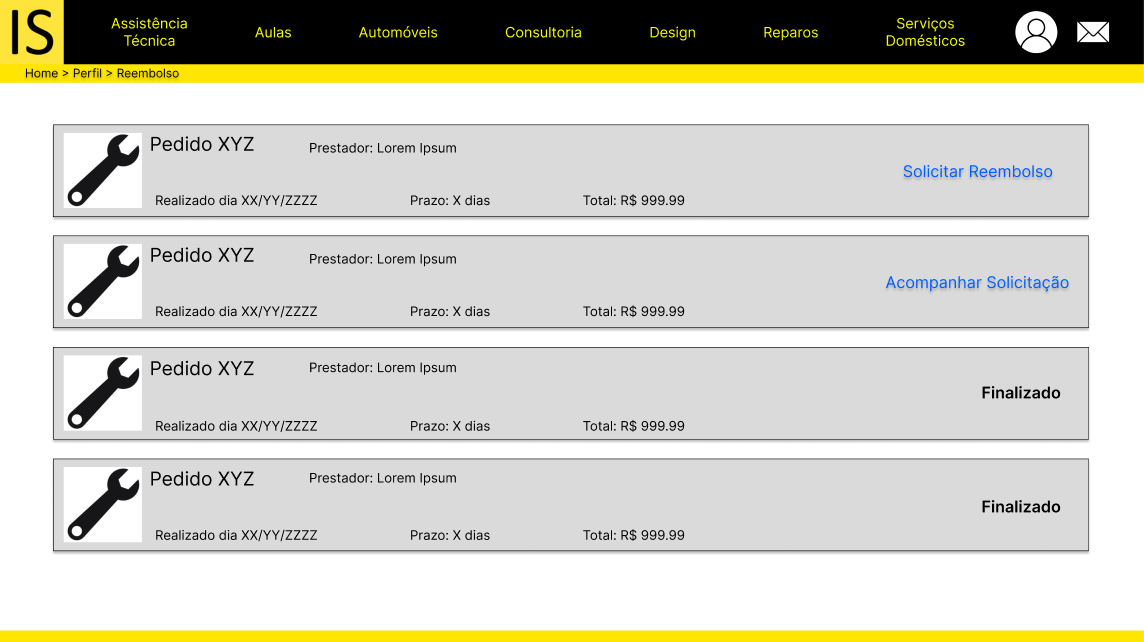 IS
Assistência
Técnica
Aulas
Automóveis
Consultoria
Design
Reparos
Serviços
Domésticos
Home > Perfil > Reembolso
Pedido XYZ
Prestador: Lorem Ipsum
Solicitar Reembolso
Realizado dia XX/YY/ZZZZ
Prazo: X dias
Total: R$ 999.99
Pedido XYZ
Prestador: Lorem Ipsum
Acompanhar Solicitação
Realizado dia XX/YY/ZZZZ
Prazo: X dias
Total: R$ 999.99
Pedido XYZ
Prestador: Lorem Ipsum
Finalizado
Realizado dia XX/YY/ZZZZ
Prazo: X dias
Total: R$ 999.99
Pedido XYZ
Prestador: Lorem Ipsum
Finalizado
Realizado dia XX/YY/ZZZZ
Prazo: X dias
Total: R$ 999.99